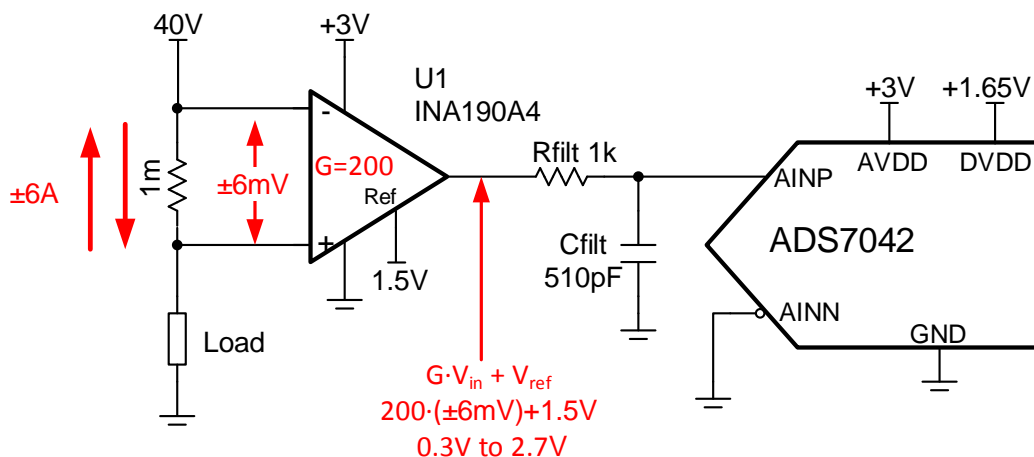 40V
+3V
U1
INA190A4
+3V
+1.65V
-
G=200
Rfilt 1k
AVDD
DVDD
AINP
±6A
1m
±6mV
Ref
ADS7042
+
1.5V
Cfilt
510pF
AINN
Load
GND
G·Vin + Vref
200·(±6mV)+1.5V
0.3V to 2.7V